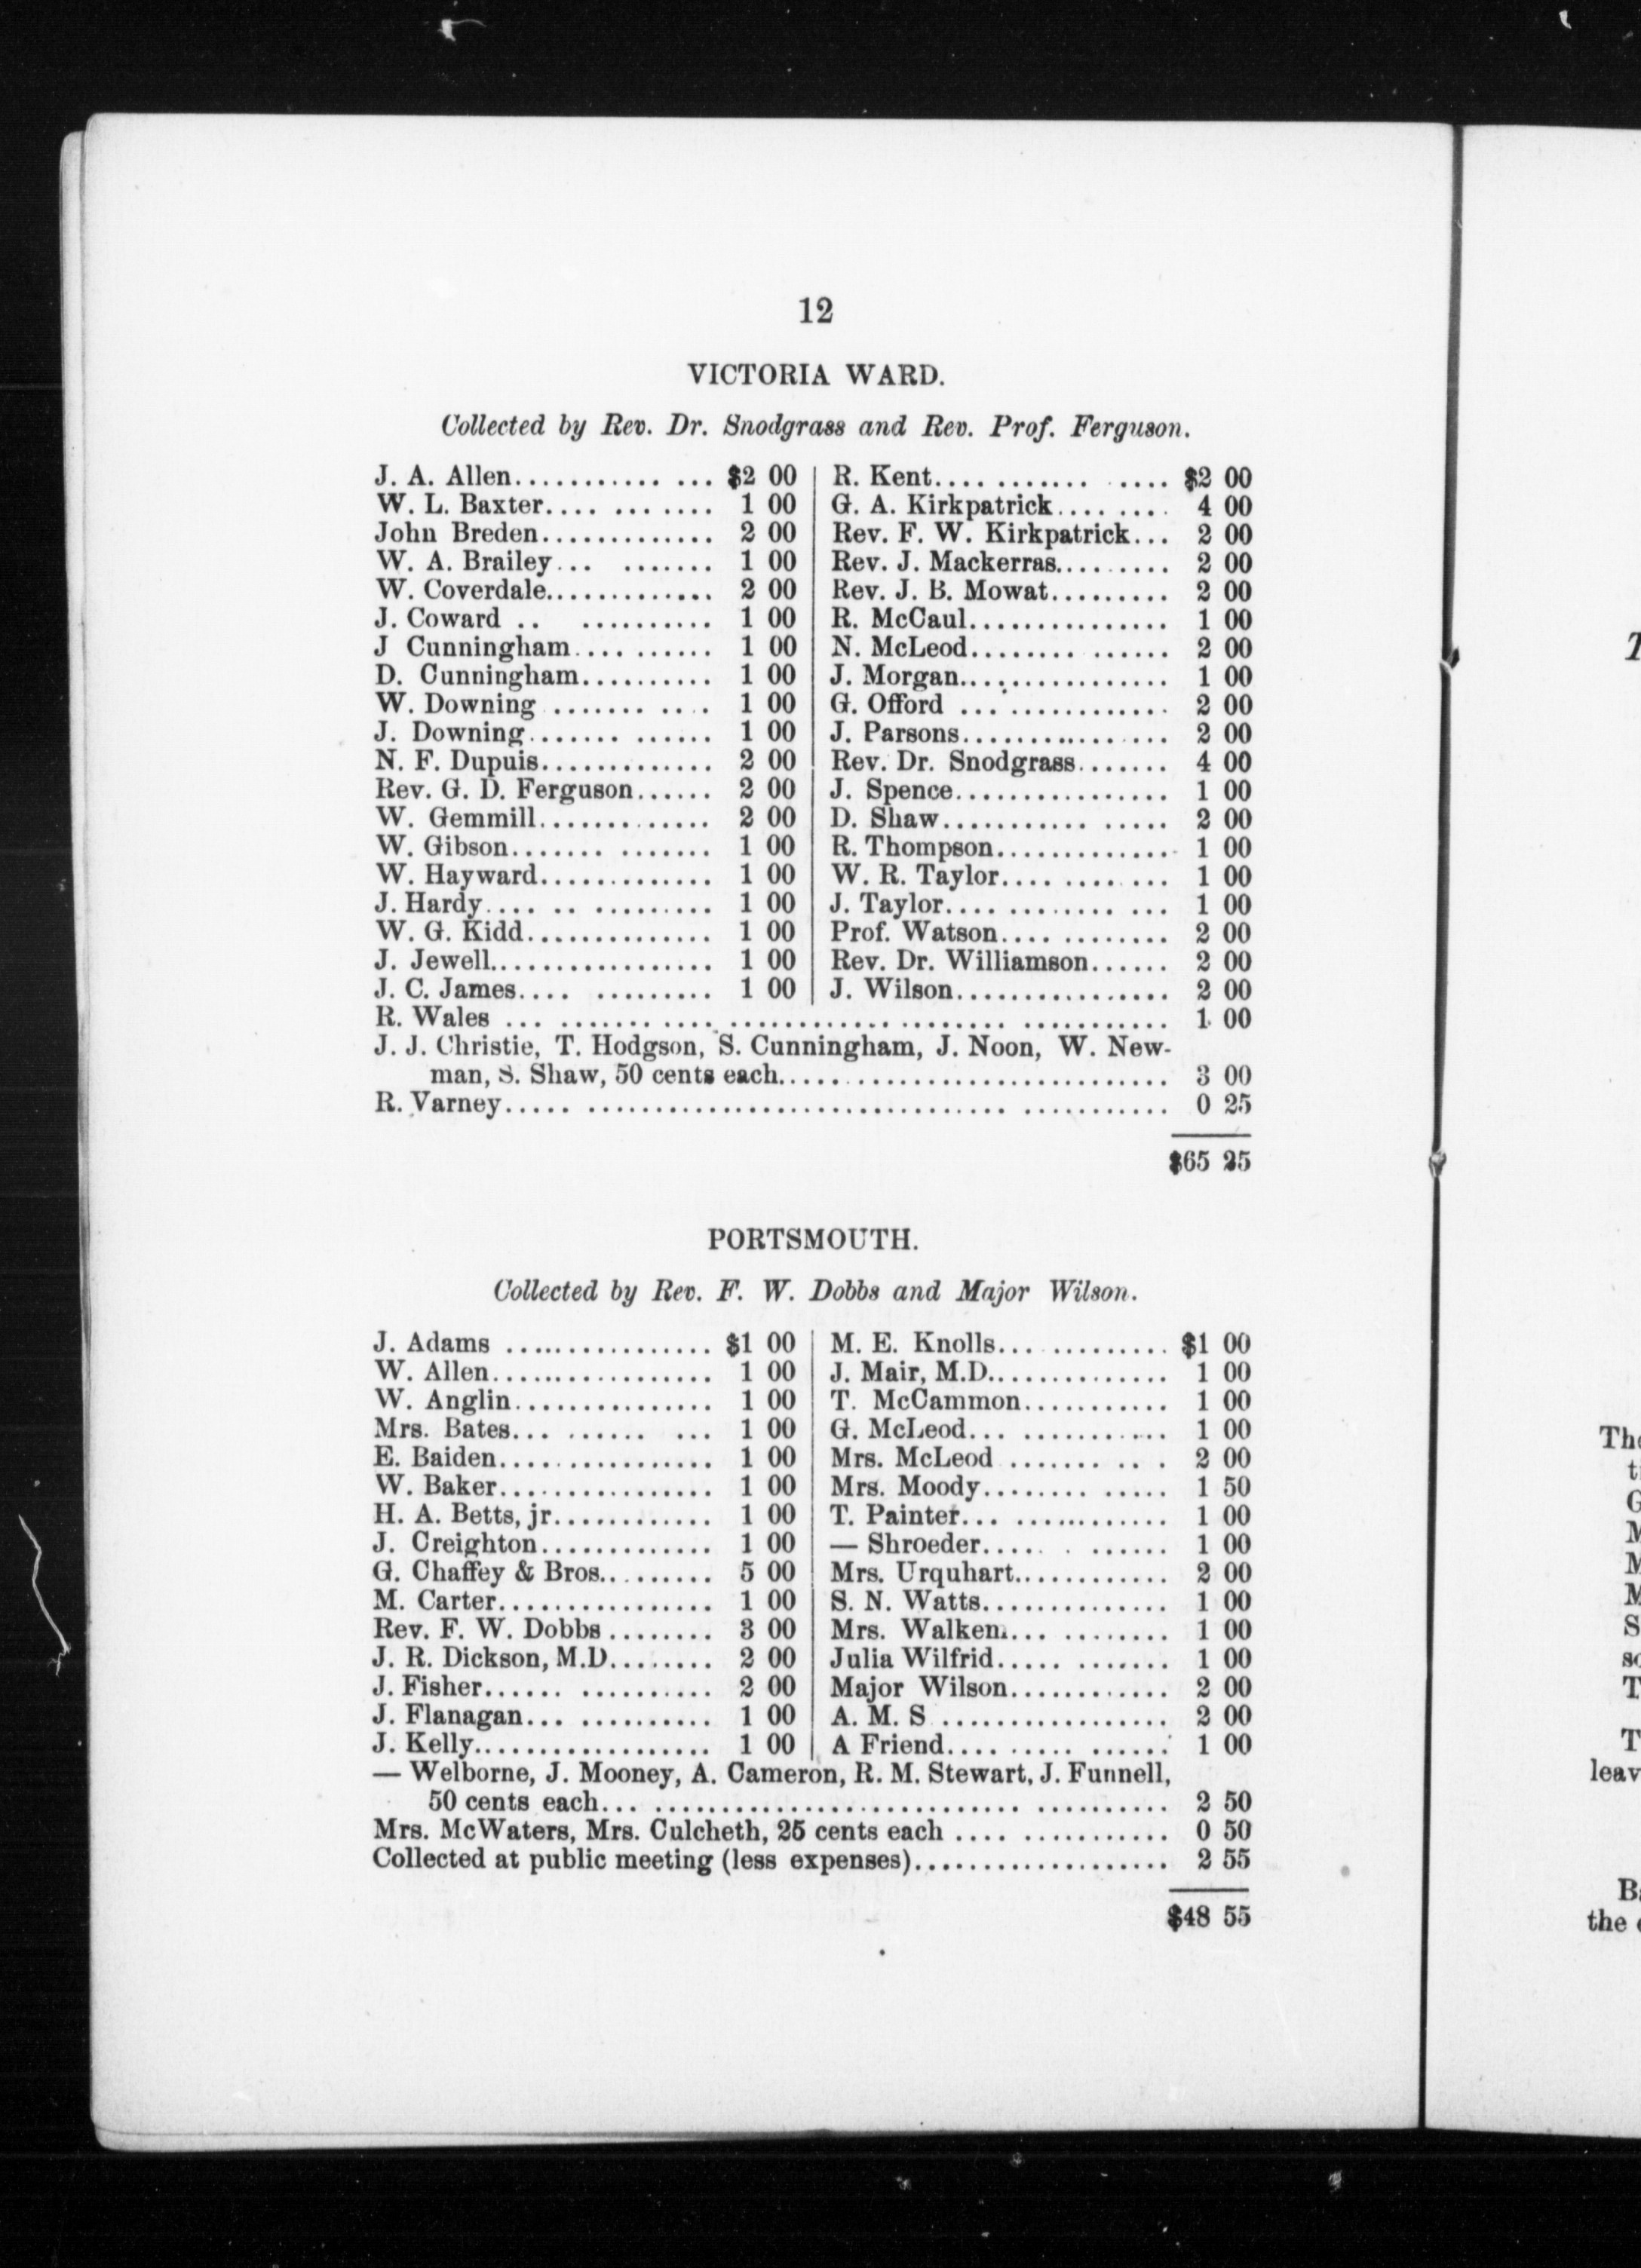 12
VICTORIA WARD.
Collected by Rev. Dr. Snodgrass and Rev. Prof. Ferguson.
J. A. Allen............ ... $2 00
W. L. Baxter.... ....... 1 00
John Breden............. 2 00
W. A. Brailey... ....... 1 00
W. Coverdale............. 2 00
J. Coward .. .......... 1 00
J Cunningham.... ...... 1 00
D. Cunningham.......... 1 00
W. Downing ....... .... 1 00
J. Downing....... ...... 1 00
N. F. Dupuis............. 2 00
Rev. G. D. Ferguson...... 2 00
W. Gemmill............. 2 00
W. Gibson....... ....... 1 00
W. Hayward............. 1 00
J. Hardy.... .. ......... 1 00
W. G. Kidd.............. 1 00
J. Jewell................. 1 00
J. C. James.... ......... 1 00
R. Kent.... ....... .... $2 00
G. A. Kirkpatrick.... .... 4 00
Rev. F. W. Kirkpatrick... 2 00
Rev. J. Mackerras......... 2 00
Rev. J. B. Mowat......... 2 00
R. McCaul............... 1 00
N. McLeod........ ...... 2 00
J. Morgan................ 1 00
G. Offord ... ............ 2 00
J. Parsons................ 2 00
Rev. Dr. Snodgrass....... 4 00
J. Spence................ 1 00
D. Shaw........... ..... 2 00
R. Thompson............. 1 00
W. R. Taylor.... ........ 1 00
J. Taylor.... ........ ... 1 00
Prof. Watson.... ........ 2 00
Rev. Dr. Williamson...... 2 00
J. Wilson................ 2 00
R. Wales ... ....... .... ............ ........ ........... 1 00
J. J. Christie, T. Hodgson, S. Cunningham, J. Noon, W. New-
man, S. Shaw, 50 cents each............................. 3 00
R. Varney..... ................................ ........... 0 25
$65 25
PORTSMOUTH.
Collected by Rev. F. W. Dobbs and Major Wilson.
J. Adams ................ $1 00
W. Allen................. 1 00
W. Anglin............... 1 00
Mrs. Bates... ...... ... 1 00
E. Baiden................ 1 00
W. Baker................ 1 00
H. A. Betts, jr............ 1 00
J. Creighton............. 1 00
G. Chaffey & Bros......... 5 00
M. Carter................ 1 00
Rev. F. W. Dobbs ........ 3 00
J. R. Dickson, M.D........ 2 00
J. Fisher...... .......... 2 00
J. Flanagan... .......... 1 00
J. Kelly.................. 1 00
M. E. Knolls... ......... $1 00
J. Mair, M.D.............. 1 00
T. McCammon........... 1 00
G. McLeod... ........... 1 00
Mrs. McLeod ....... ... . 2 00
Mrs. Moody........ ..... 1 50
T. Painter... ............ 1 00
— Shroeder..... . ...... 1 00
Mrs. Urquhart............ 2 00
S. N. Watts.............. 1 00
Mrs. Walkem... ......... 1 00
Julia Wilfrid..... ....... 1 00
Major Wilson............ 2 00
A. M. S ................. 2 00
A Friend.... ..... ...... 1 00
— Welborne, J. Mooney, A. Cameron, R. M. Stewart, J. Funnell,
50 cents each... ............................ .......... 2 50
Mrs. McWaters, Mrs. Culcheth, 25 cents each .... ........... 0 50
Collected at public meeting (less expenses)................... 2 55
$48 55
leav
the